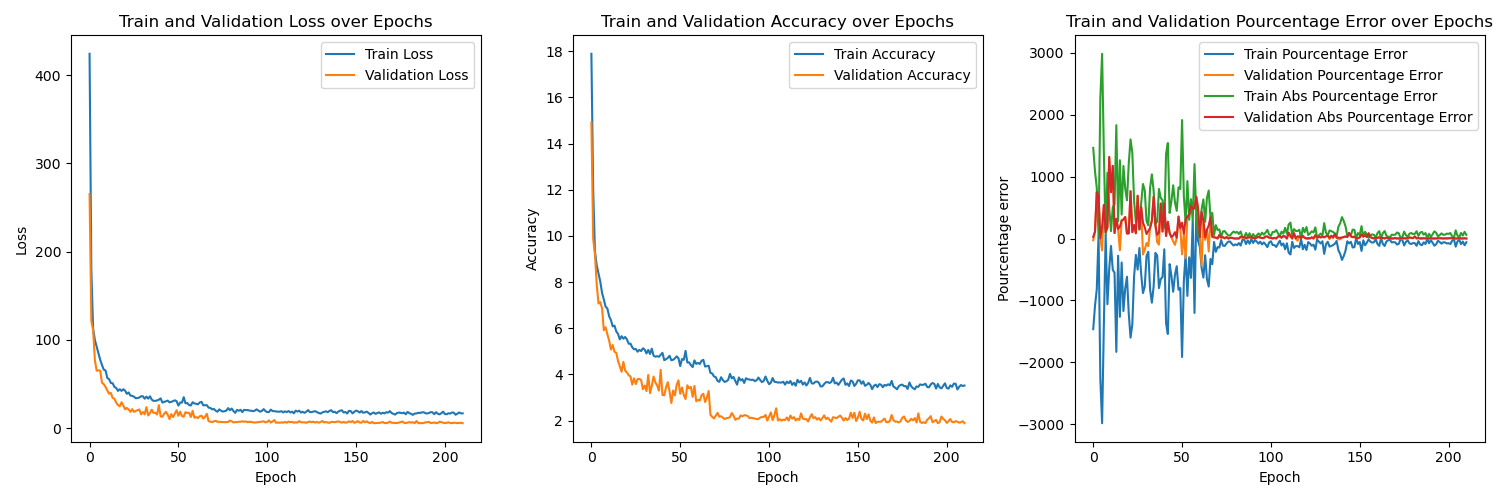 Train and Validation Loss over Epochs
Train Loss
Validation Loss
400
300
200
100
0
Loss
0
50
100
150
200
Epoch
Train and Validation Accuracy over Epochs
Train Accuracy
Validation Accuracy
18
16
14
12
10
8
6
4
2
Accuracy
0
50
100
150
200
Epoch
Train and Validation Pourcentage Error over Epochs
Train Pourcentage Error
Validation Pourcentage Error
Train Abs Pourcentage Error
Validation Abs Pourcentage Error
3000
2000
1000
0
−1000
−2000
−3000
Pourcentage error
0
50
100
150
200
Epoch